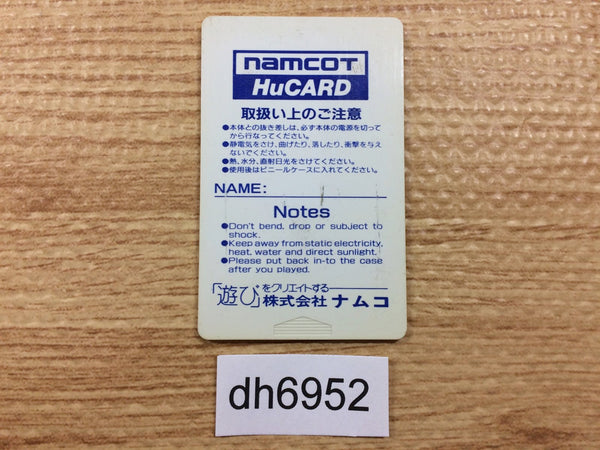 namcot
HuCARD
取扱い上のご注意
●本体との抜き差しは、必ず本体の電源を切って
から行なってください。
●静電気をさけ、曲げたり、落したり、衝撃を与え
ないでください。
●熱、水分、直射日光をさけてください。
●使用後はビニールケースに入れてください。
NAME:
Notes
●Don't bend, drop or subject to
shock.
●Keep away from static electricity,
heat, water and direct sunlight.
●Please put back in-to the case
after you played.
「遊び」をクリエイトする
株式会社 ナムコ
dh6952